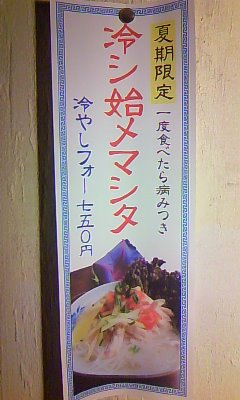 夏期限定
一度食べたら病みつき
冷シ始メマシタ
冷やしフォー七五〇円